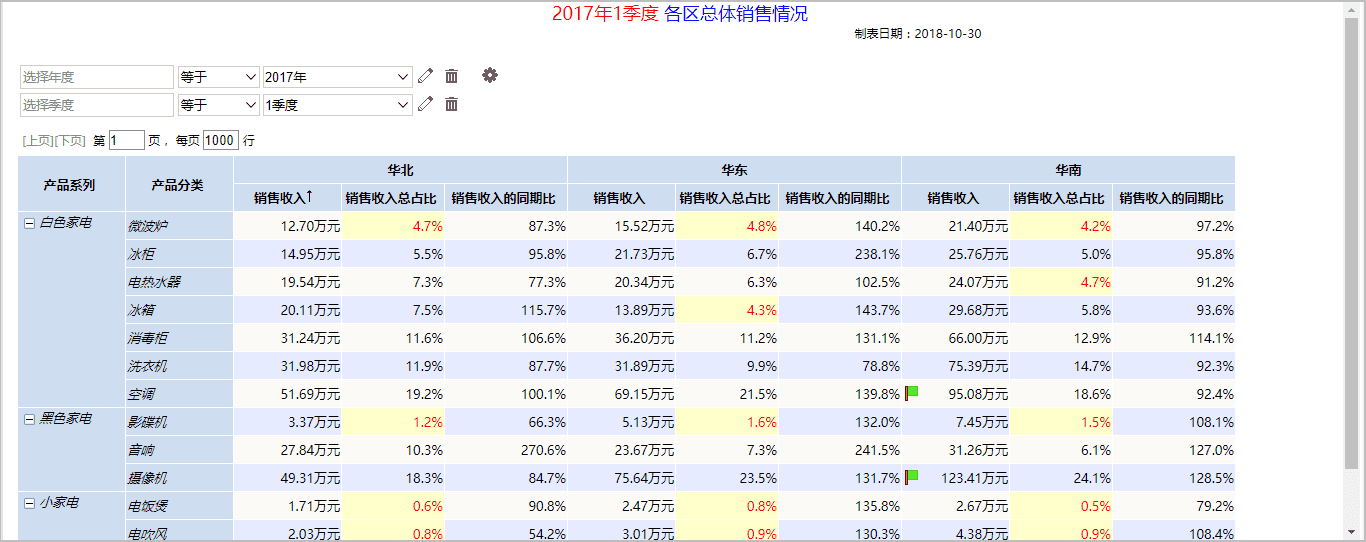 2017年1季度 各区总体销售情况
制表日期：2018-10-30
选择年度 等于 2017年
选择季度 等于 1季度
[上页][下页] 第 1 页，每页 1000 行
产品系列 产品分类 华北 华东 华南
销售收入↑ 销售收入总占比 销售收入的同期比 销售收入 销售收入总占比 销售收入的同期比 销售收入 销售收入总占比 销售收入的同期比
白色家电 微波炉 12.70万元 4.7% 87.3% 15.52万元 4.8% 140.2% 21.40万元 4.2% 97.2%
冰柜 14.95万元 5.5% 95.8% 21.73万元 6.7% 238.1% 25.76万元 5.0% 95.8%
电热水器 19.54万元 7.3% 77.3% 20.34万元 6.3% 102.5% 24.07万元 4.7% 91.2%
冰箱 20.11万元 7.5% 115.7% 13.89万元 4.3% 143.7% 29.68万元 5.8% 93.6%
消毒柜 31.24万元 11.6% 106.6% 36.20万元 11.2% 131.1% 66.00万元 12.9% 114.1%
洗衣机 31.98万元 11.9% 87.7% 31.89万元 9.9% 78.8% 75.39万元 14.7% 92.3%
空调 51.69万元 19.2% 100.1% 69.15万元 21.5% 139.8% 95.08万元 18.6% 92.4%
黑色家电 影碟机 3.37万元 1.2% 66.3% 5.13万元 1.6% 132.0% 7.45万元 1.5% 108.1%
音响 27.84万元 10.3% 270.6% 23.67万元 7.3% 241.5% 31.26万元 6.1% 127.0%
摄像机 49.31万元 18.3% 84.7% 75.64万元 23.5% 131.7% 123.41万元 24.1% 128.5%
小家电 电饭煲 1.71万元 0.6% 90.8% 2.47万元 0.8% 135.8% 2.67万元 0.5% 79.2%
电吹风 2.03万元 0.8% 54.2% 3.01万元 0.9% 130.3% 4.38万元 0.9% 108.4%